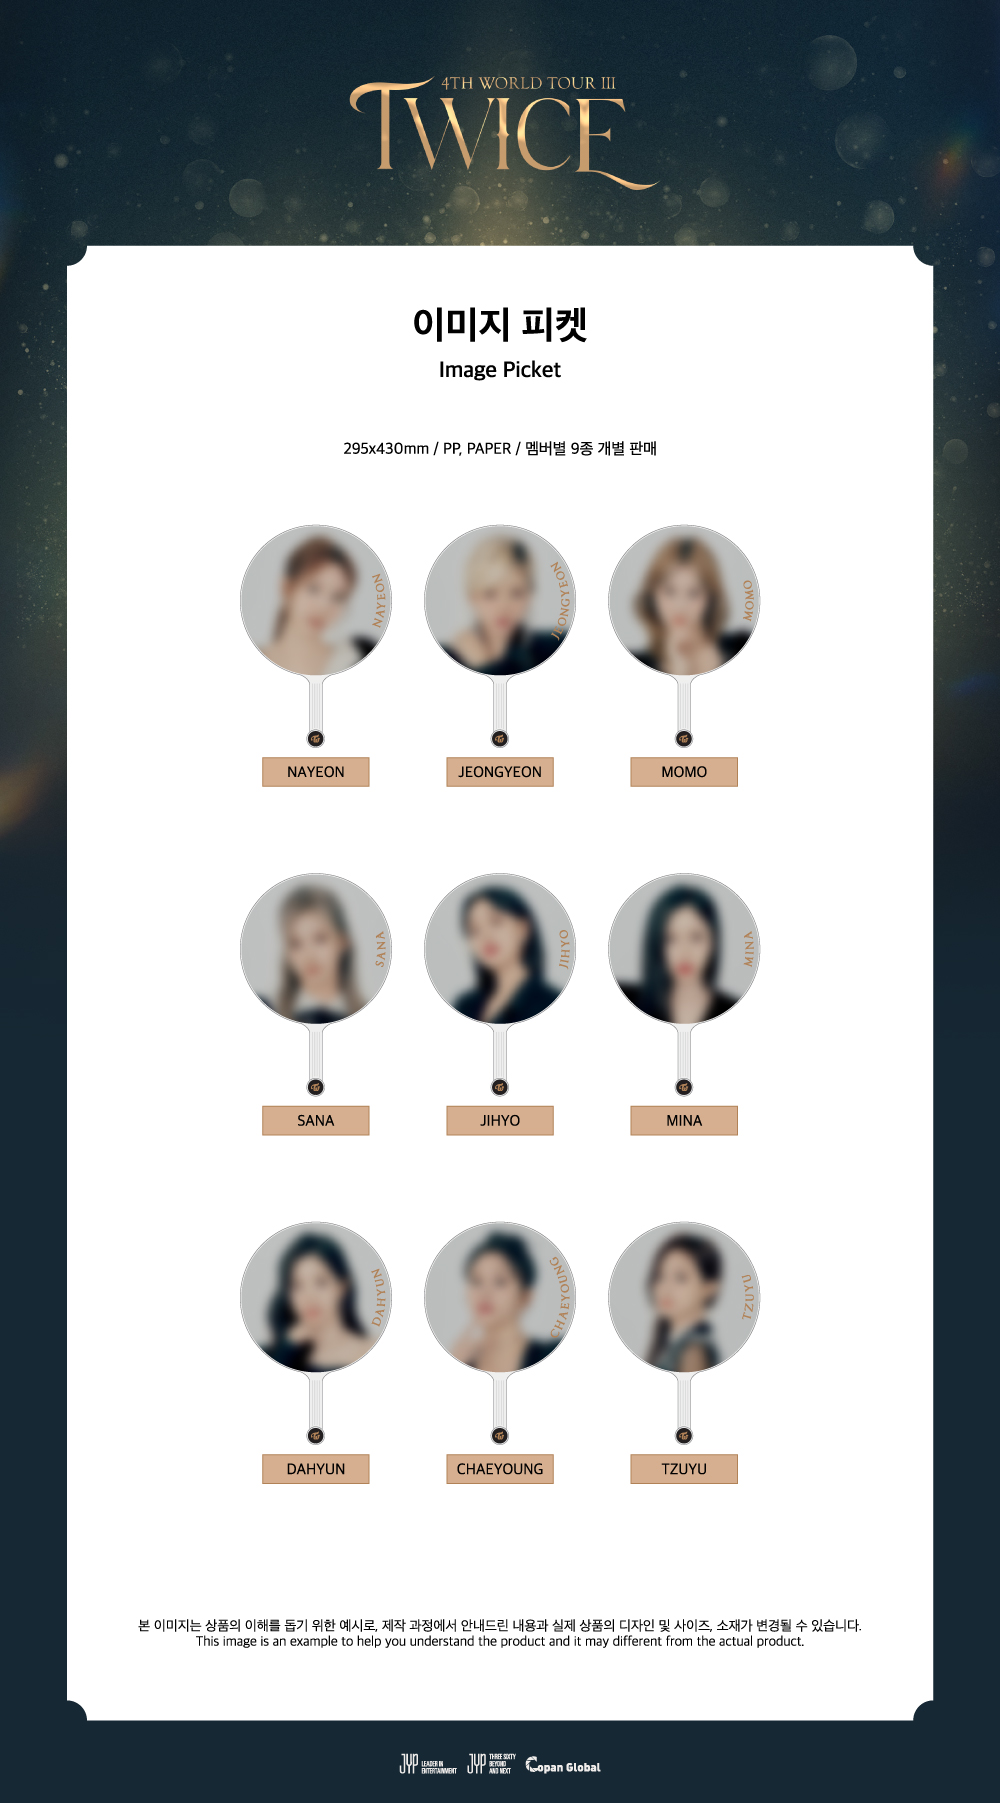 4TH WORLD TOUR III
TWICE
이미지 피켓
Image Picket
295x430mm / PP, PAPER / 멤버별 9종 개별 판매
NAYEON
JEONGYEON
MOMO
NAYEON
JEONGYEON
MOMO
SANA
JIHYO
MINA
SANA
JIHYO
MINA
DAHYUN
CHAEYOUNG
TZUYU
DAHYUN
CHAEYOUNG
TZUYU
본 이미지는 상품의 이해를 돕기 위한 예시로, 제작 과정에서 안내드린 내용과 실제 상품의 디자인 및 사이즈, 소재가 변경될 수 있습니다.
This image is an example to help you understand the product and it may different from the actual product.
JYP LEADER IN ENTERTAINMENT
JYP THREE SIXTY BEYOND AND NEXT
Copan Global